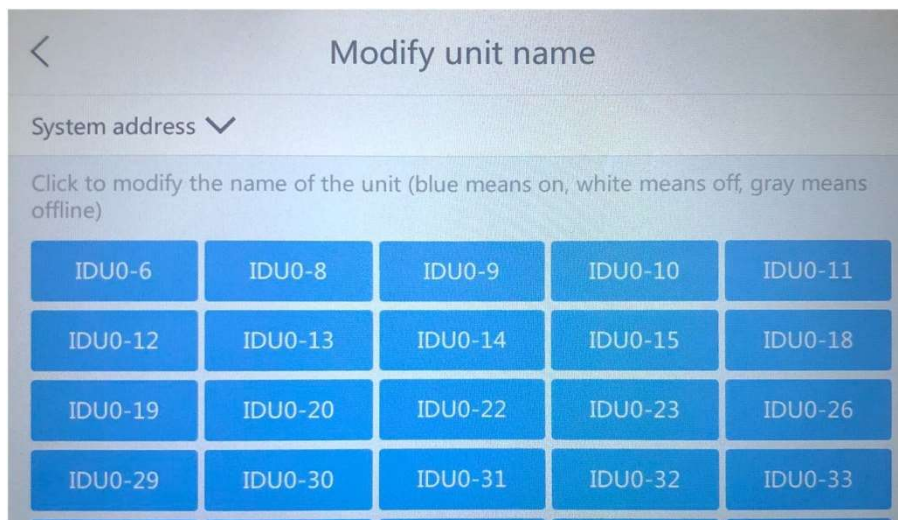 Modify unit name
System address
Click to modify the name of the unit (blue means on, white means off, gray means
offline)
IDU0-6 IDU0-8 IDU0-9 IDU0-10 IDU0-11
IDU0-12 IDU0-13 IDU0-14 IDU0-15 IDU0-18
IDU0-19 IDU0-20 IDU0-22 IDU0-23 IDU0-26
IDU0-29 IDU0-30 IDU0-31 IDU0-32 IDU0-33